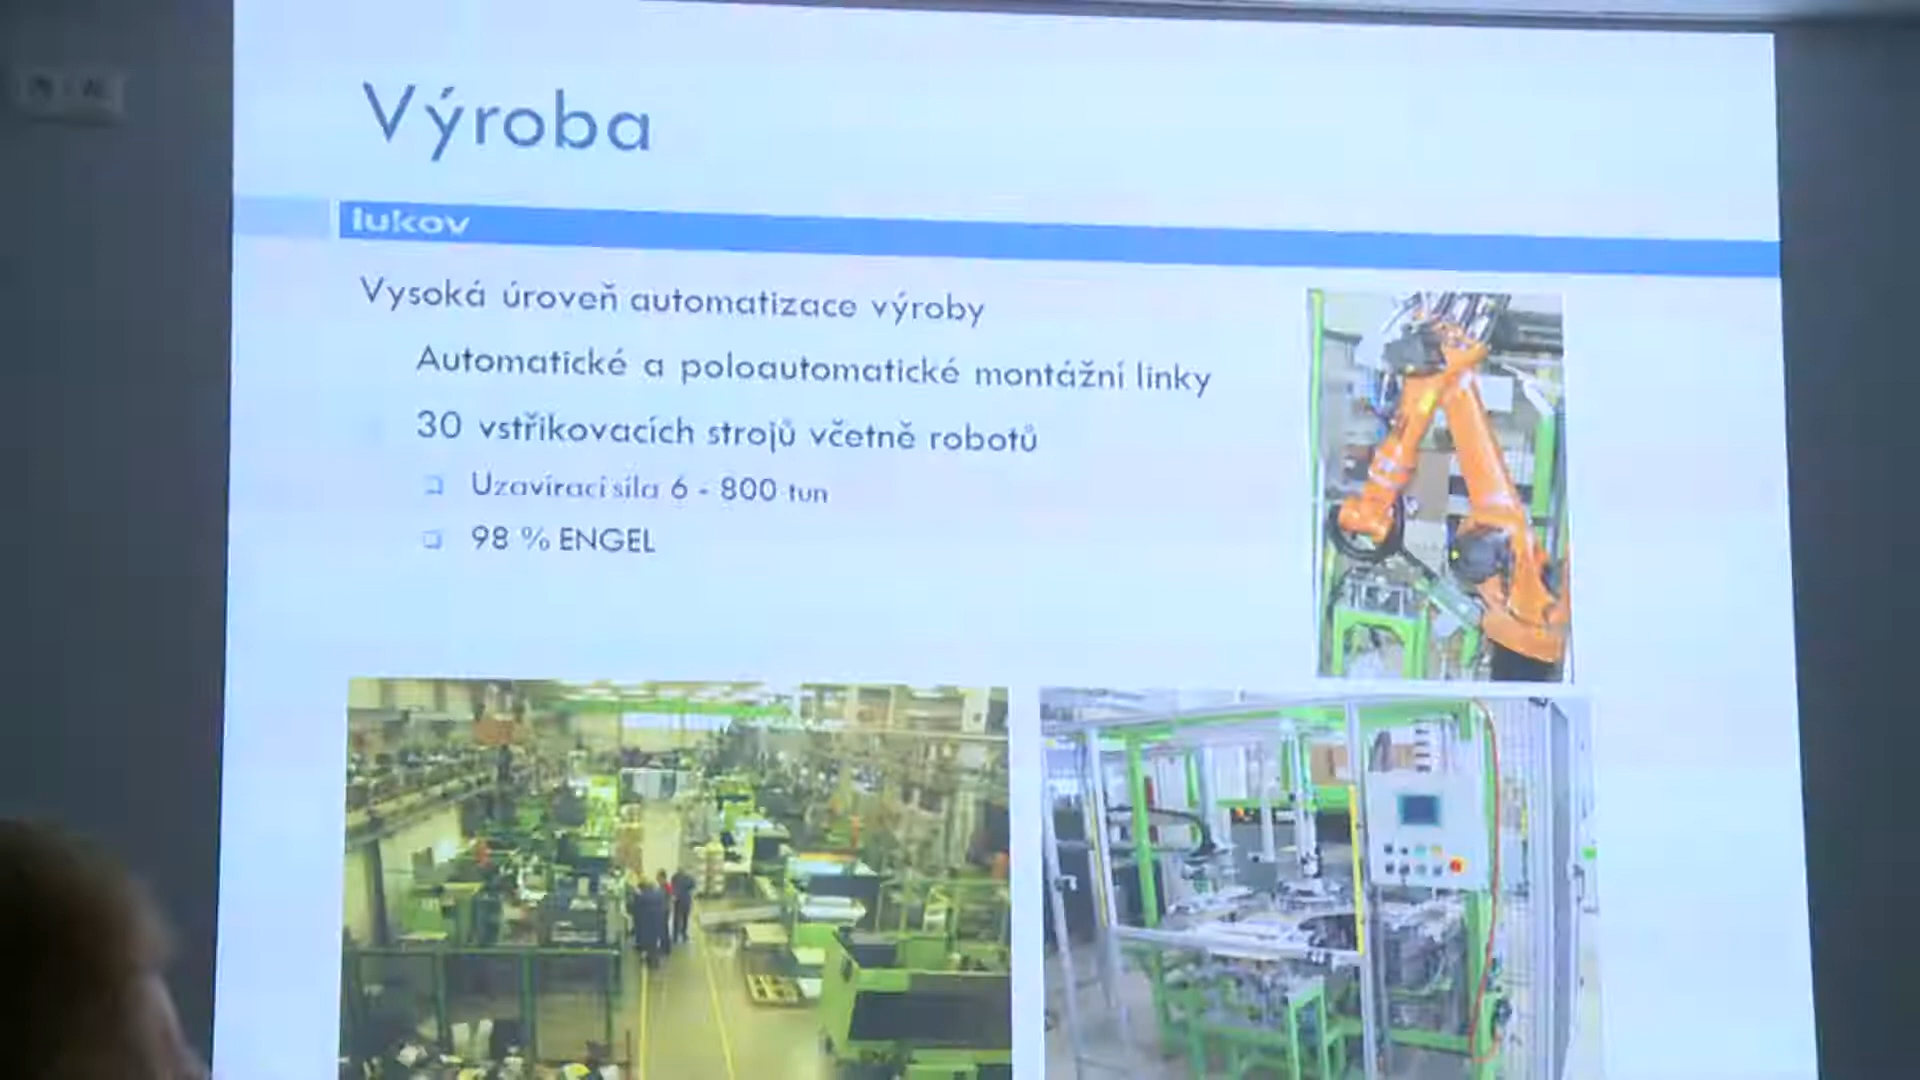 Výroba
lukov
Vysoká úroveň automatizace výroby
Automatické a poloautomatické montážní linky
30 vstřikovacích strojů včetně robotů
Uzavírací síla 6 - 800 tun
98 % ENGEL